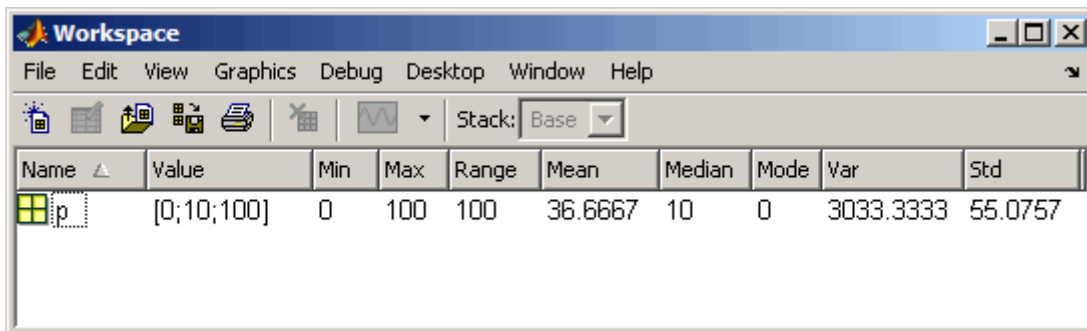 Workspace
File Edit View Graphics Debug Desktop Window Help
Stack: Base
Name Value Min Max Range Mean Median Mode Var Std
p [0;10;100] 0 100 100 36.6667 10 0 3033.3333 55.0757